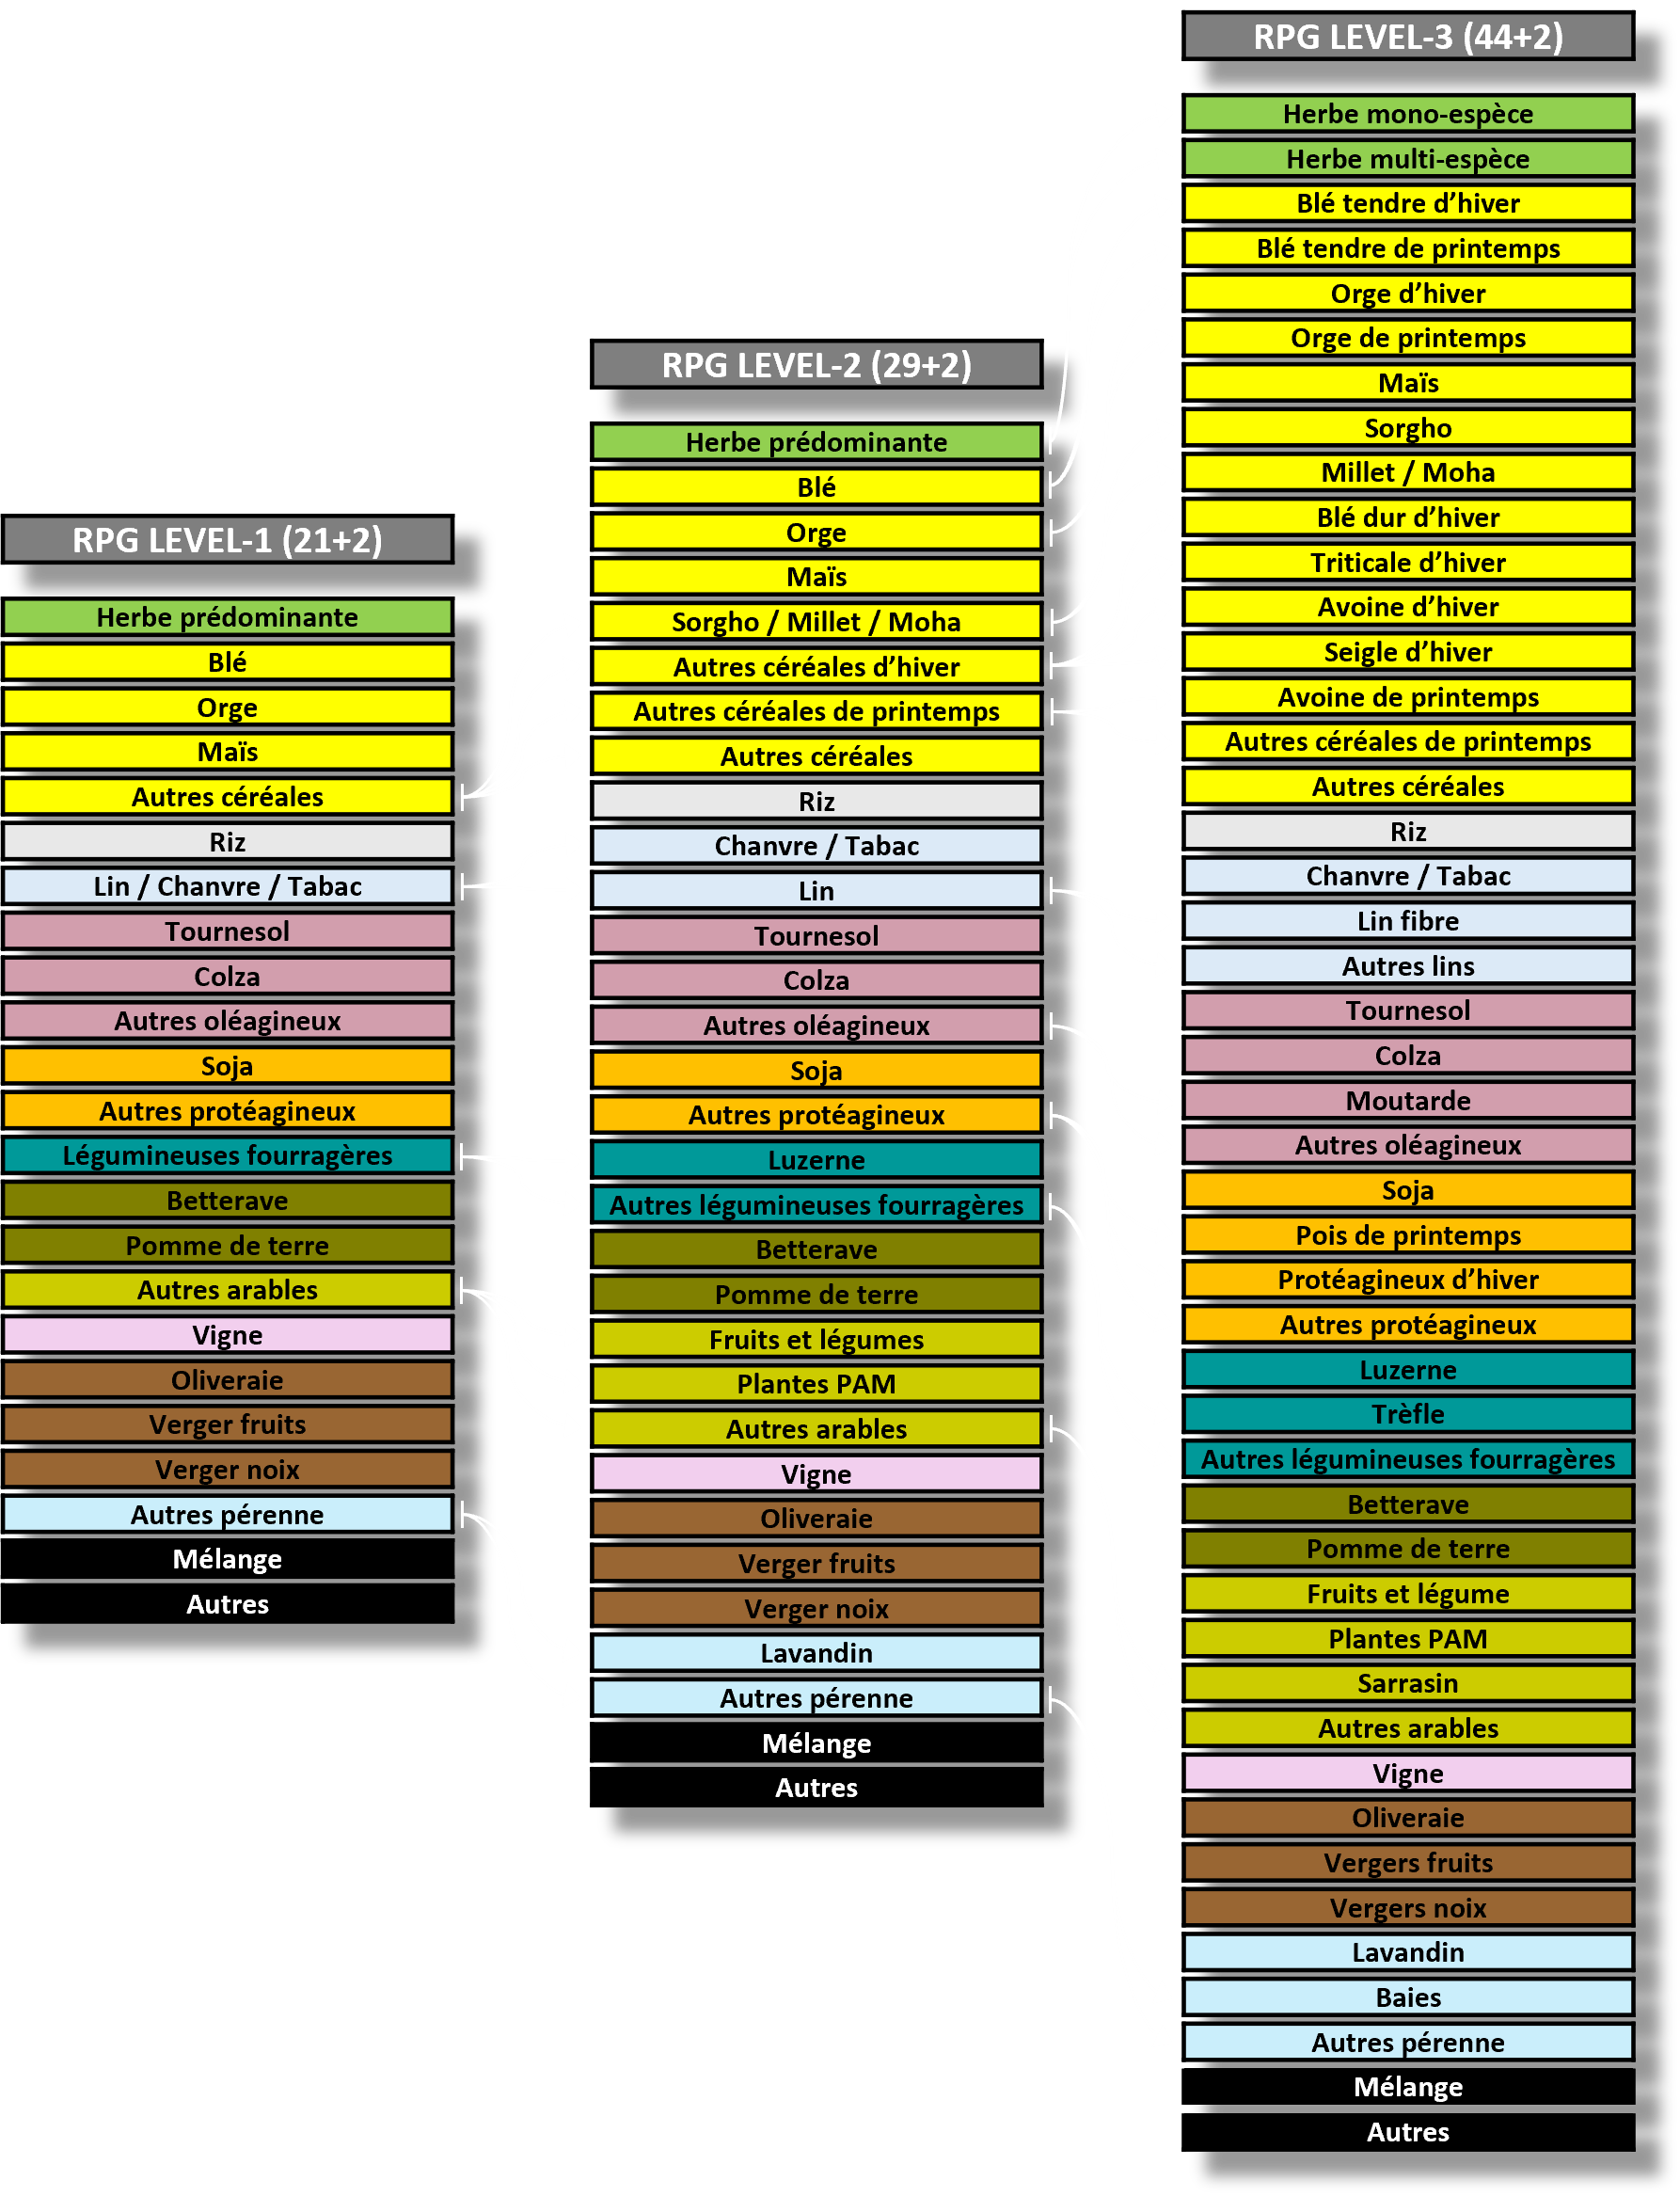 RPG LEVEL-1 (21+2)
Herbe prédominante
Blé
Orge
Maïs
Autres céréales
Riz
Lin / Chanvre / Tabac
Tournesol
Colza
Autres oléagineux
Soja
Autres protéagineux
Légumineuses fourragères
Betterave
Pomme de terre
Autres arables
Vigne
Oliveraie
Verger fruits
Verger noix
Autres pérenne
Mélange
Autres
RPG LEVEL-2 (29+2)
Herbe prédominante
Blé
Orge
Maïs
Sorgho / Millet / Moha
Autres céréales d’hiver
Autres céréales de printemps
Autres céréales
Riz
Chanvre / Tabac
Lin
Tournesol
Colza
Autres oléagineux
Soja
Autres protéagineux
Luzerne
Autres légumineuses fourragères
Betterave
Pomme de terre
Fruits et légumes
Plantes PAM
Autres arables
Vigne
Oliveraie
Verger fruits
Verger noix
Lavandin
Autres pérenne
Mélange
Autres
RPG LEVEL-3 (44+2)
Herbe mono-espèce
Herbe multi-espèce
Blé tendre d’hiver
Blé tendre de printemps
Orge d’hiver
Orge de printemps
Maïs
Sorgho
Millet / Moha
Blé dur d’hiver
Triticale d’hiver
Avoine d’hiver
Seigle d’hiver
Avoine de printemps
Autres céréales de printemps
Autres céréales
Riz
Chanvre / Tabac
Lin fibre
Autres lins
Tournesol
Colza
Moutarde
Autres oléagineux
Soja
Pois de printemps
Protéagineux d’hiver
Autres protéagineux
Luzerne
Trèfle
Autres légumineuses fourragères
Betterave
Pomme de terre
Fruits et légume
Plantes PAM
Sarrasin
Autres arables
Vigne
Oliveraie
Vergers fruits
Vergers noix
Lavandin
Baies
Autres pérenne
Mélange
Autres